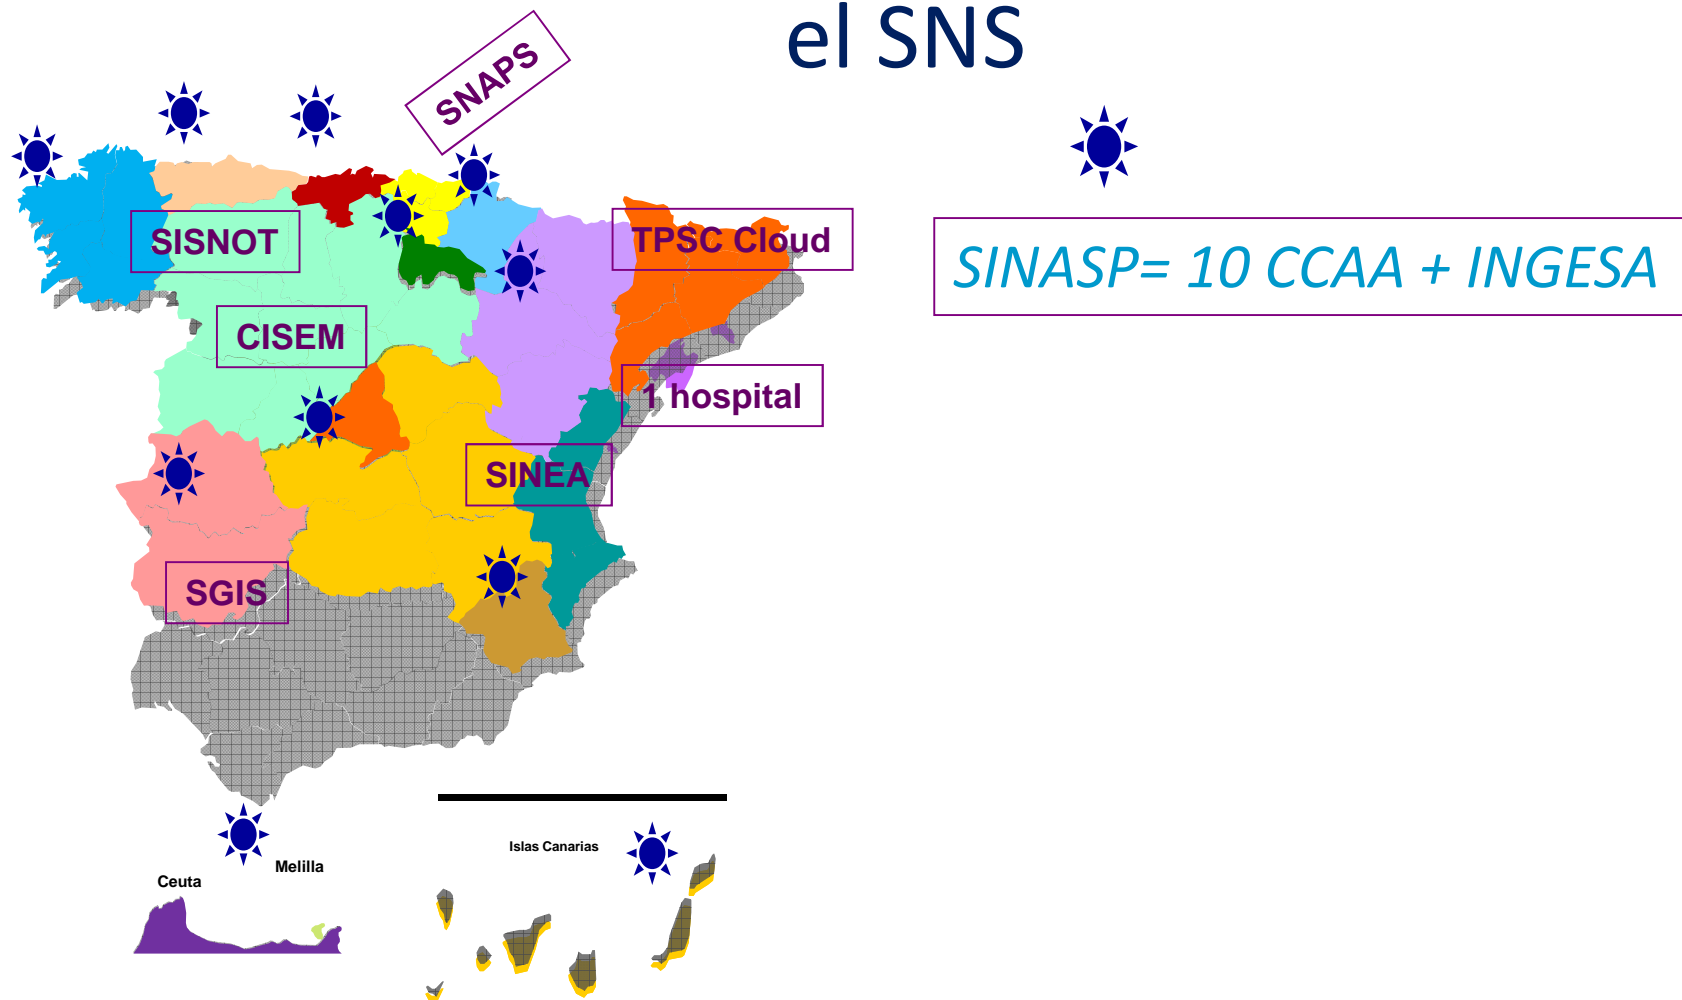 el SNS
SNAPS
SISNOT
TPSC Cloud
SINASP= 10 CCAA + INGESA
CISEM
1 hospital
SINEA
SGIS
Islas Canarias
Melilla
Ceuta